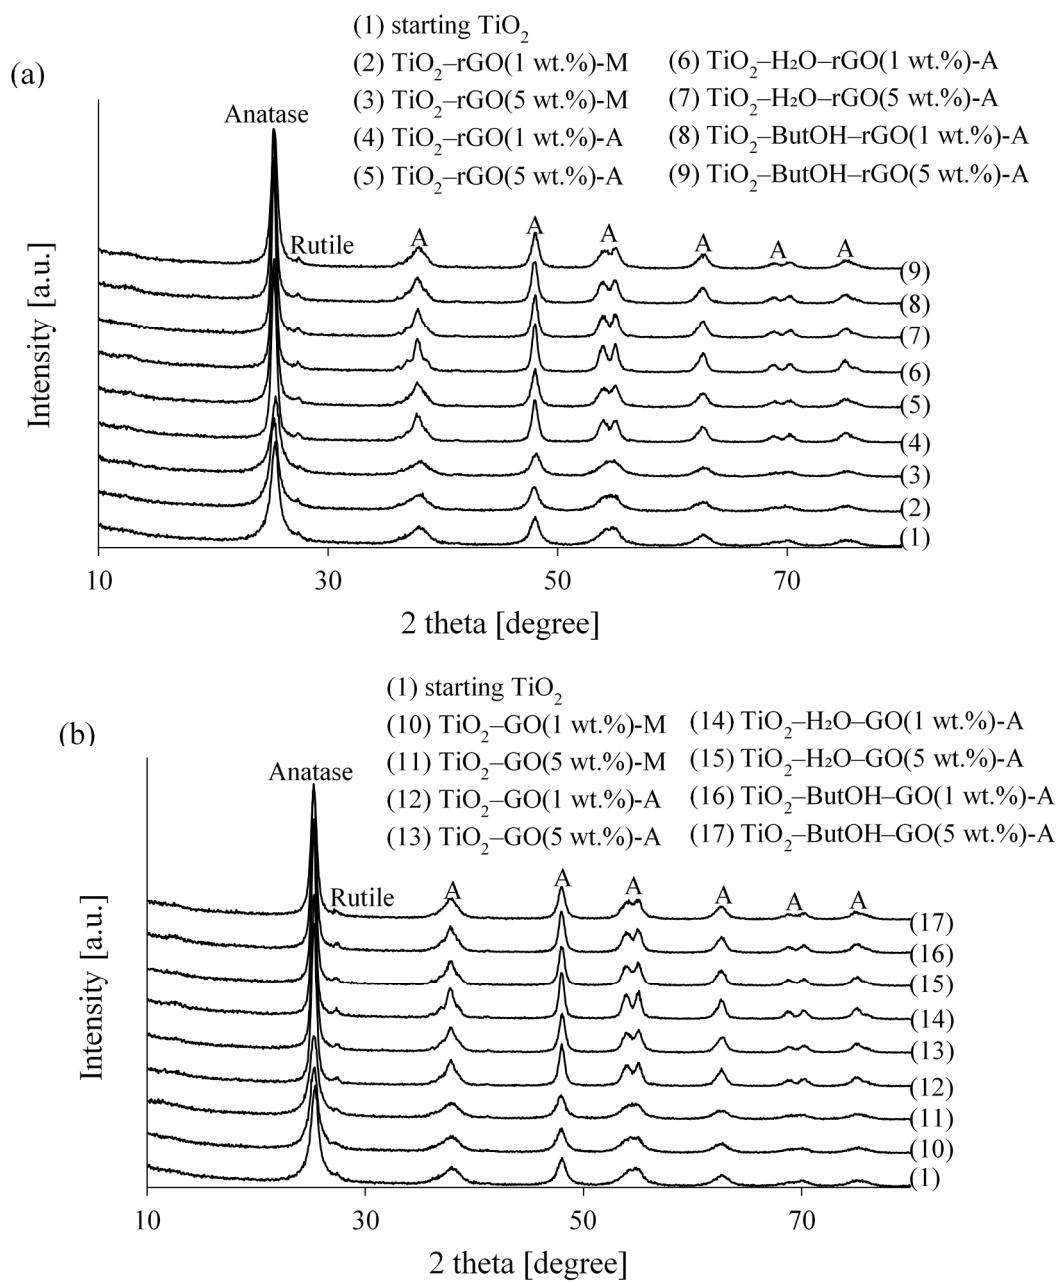 (a)
(1) starting TiO₂
(2) TiO₂–rGO(1 wt.%)-M
(3) TiO₂–rGO(5 wt.%)-M
(4) TiO₂–rGO(1 wt.%)-A
(5) TiO₂–rGO(5 wt.%)-A
(6) TiO₂–H₂O–rGO(1 wt.%)-A
(7) TiO₂–H₂O–rGO(5 wt.%)-A
(8) TiO₂–ButOH–rGO(1 wt.%)-A
(9) TiO₂–ButOH–rGO(5 wt.%)-A
Anatase
Rutile
A A A A A A
(9)
(8)
(7)
(6)
(5)
(4)
(3)
(2)
(1)
Intensity [a.u.]
10 30 50 70
2 theta [degree]
(b)
(1) starting TiO₂
(10) TiO₂–GO(1 wt.%)-M
(11) TiO₂–GO(5 wt.%)-M
(12) TiO₂–GO(1 wt.%)-A
(13) TiO₂–GO(5 wt.%)-A
(14) TiO₂–H₂O–GO(1 wt.%)-A
(15) TiO₂–H₂O–GO(5 wt.%)-A
(16) TiO₂–ButOH–GO(1 wt.%)-A
(17) TiO₂–ButOH–GO(5 wt.%)-A
Anatase
Rutile
A A A A A A
(17)
(16)
(15)
(14)
(13)
(12)
(11)
(10)
(1)
Intensity [a.u.]
10 30 50 70
2 theta [degree]